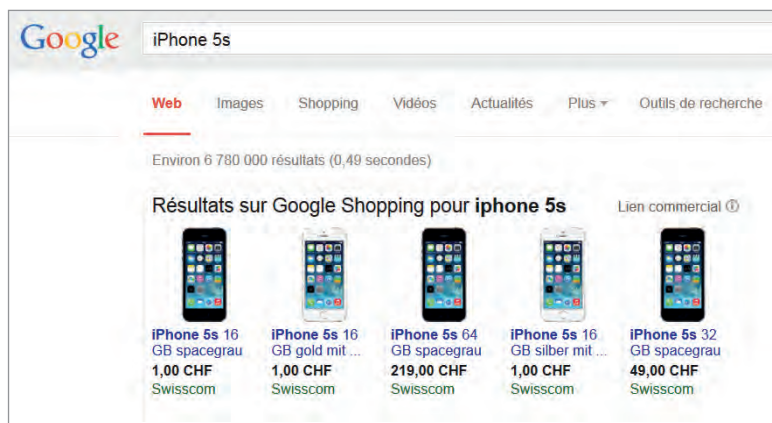 Google
iPhone 5s
Web Images Shopping Vidéos Actualités Plus Outils de recherche
Environ 6 780 000 résultats (0,49 secondes)
Résultats sur Google Shopping pour iphone 5s Lien commercial
iPhone 5s 16
GB spacegrau
1,00 CHF
Swisscom
iPhone 5s 16
GB gold mit ...
1,00 CHF
Swisscom
iPhone 5s 64
GB spacegrau
219,00 CHF
Swisscom
iPhone 5s 16
GB silber mit ...
1,00 CHF
Swisscom
iPhone 5s 32
GB spacegrau
49,00 CHF
Swisscom